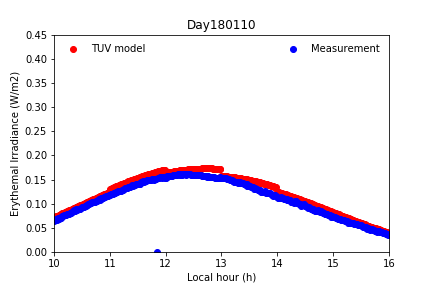 Day180110
0.45
TUV model
Measurement
0.40
0.35
0.30
0.25
0.20
0.15
0.10
0.05
0.00
Erythemal Irradiance (W/m2)
10 11 12 13 14 15 16
Local hour (h)